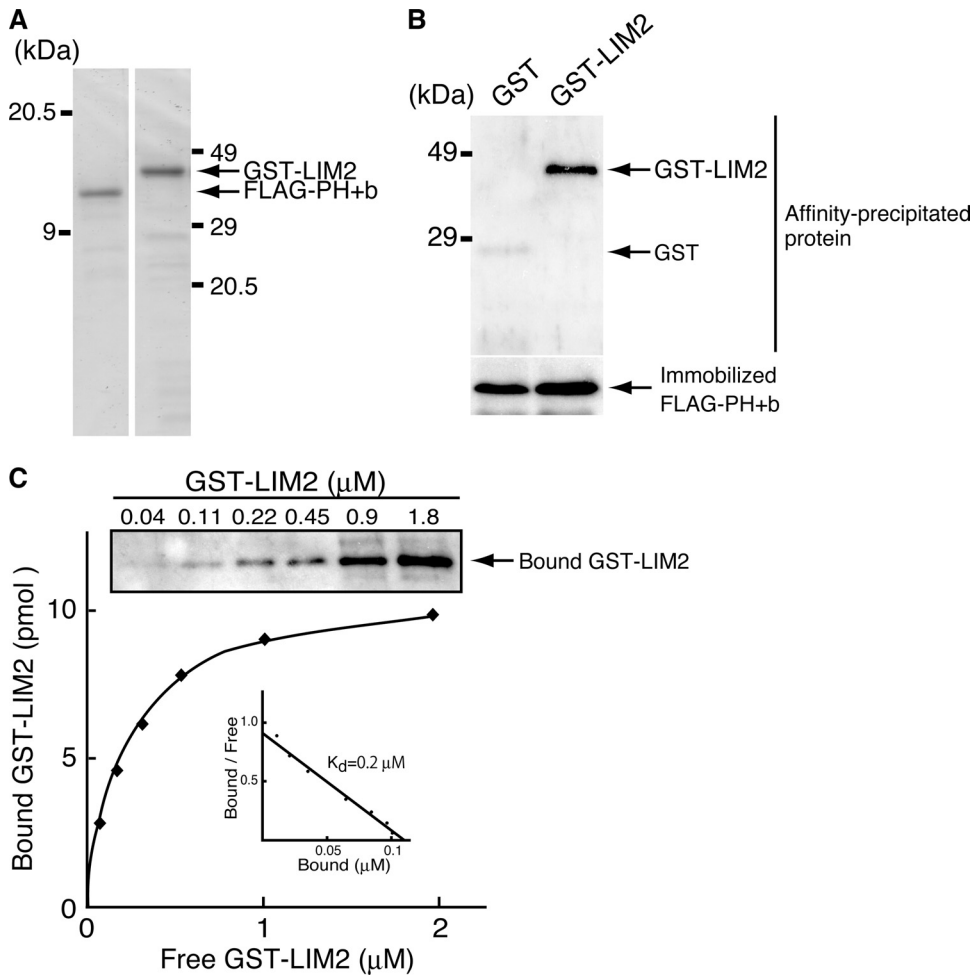 A
(kDa)
20.5
9
49
GST-LIM2
FLAG-PH+b
29
20.5
B
(kDa)
GST
GST-LIM2
49
29
GST-LIM2
GST
Affinity-precipitated
protein
Immobilized
FLAG-PH+b
C
GST-LIM2 (μM)
0.04 0.11 0.22 0.45 0.9 1.8
Bound GST-LIM2
Bound GST-LIM2 (pmol )
10
5
0
0 1 2
Free GST-LIM2 (μM)
Bound / Free
1.0
0.5
Kd=0.2 μM
0.05 0.1
Bound (μM)